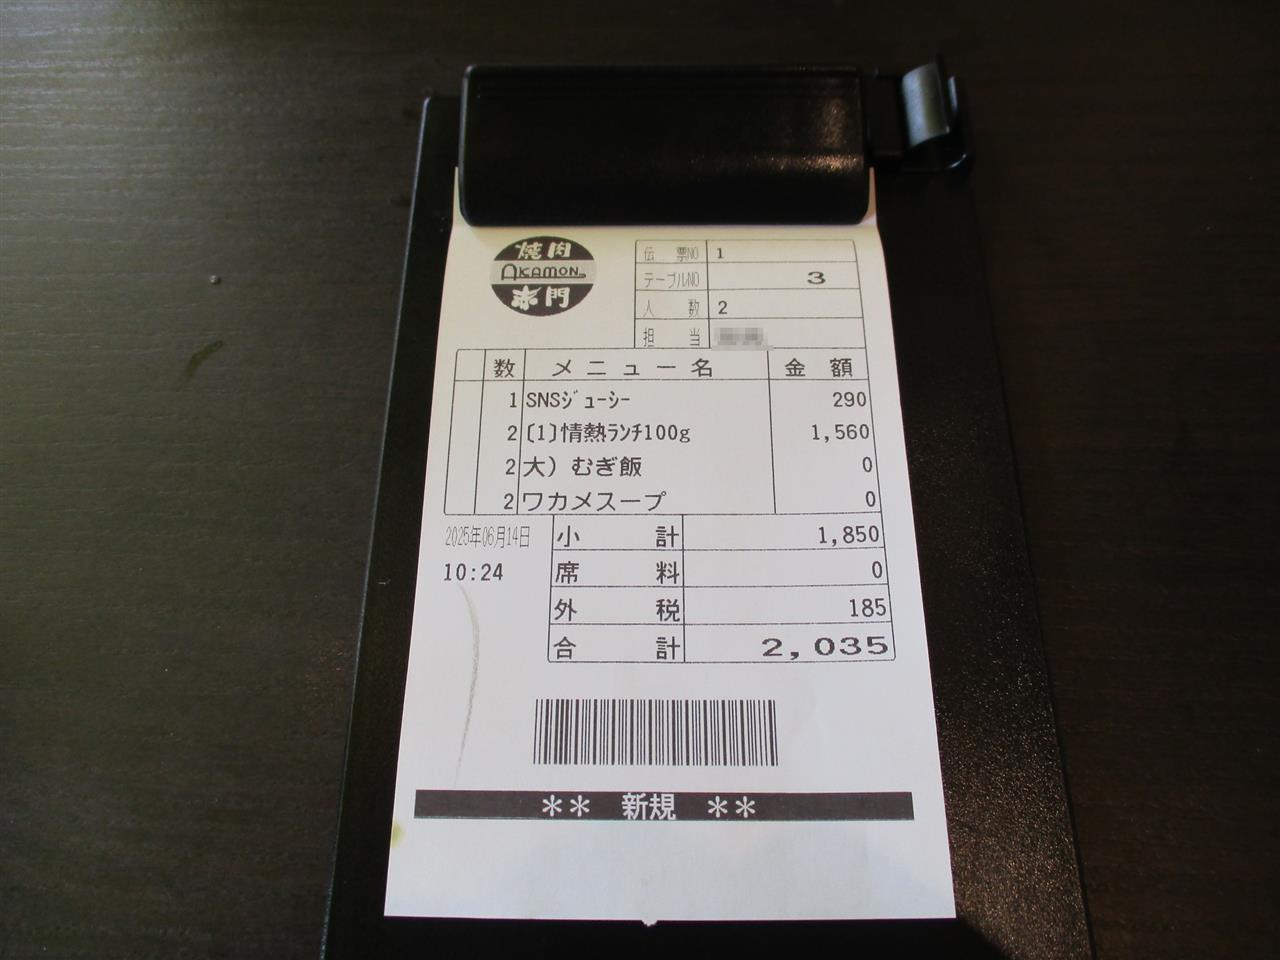 焼肉
AKAMON
赤門
伝票NO 1
テーブルNO 3
人数 2
担当
数 メニュー名 金額
1 SNSｼﾞｭｰｼｰ 290
2 (1)情熱ﾗﾝﾁ100g 1,560
2 大）むぎ飯 0
2 ワカメスープ 0
2025年06月14日
10:24
小計 1,850
席料 0
外税 185
合計 2,035
＊＊ 新規 ＊＊